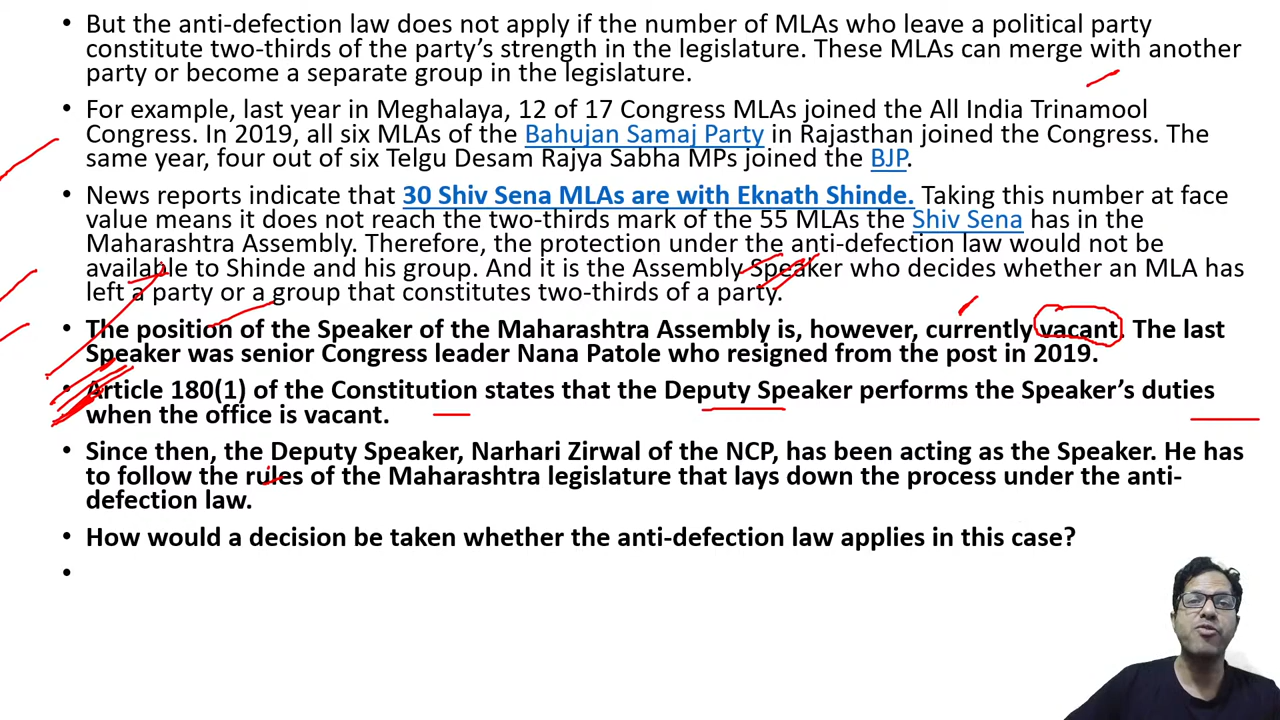 • But the anti-defection law does not apply if the number of MLAs who leave a political party
constitute two-thirds of the party's strength in the legislature. These MLAs can merge with another
party or become a separate group in the legislature.
• For example, last year in Meghalaya, 12 of 17 Congress MLAs joined the All India Trinamool
Congress. In 2019, all six MLAs of the Bahujan Samaj Party in Rajasthan joined the Congress. The
same year, four out of six Telgu Desam Rajya Sabha MPs joined the BJP.
• News reports indicate that 30 Shiv Sena MLAs are with Eknath Shinde. Taking this number at face
value means it does not reach the two-thirds mark of the 55 MLAs the Shiv Sena has in the
Maharashtra Assembly. Therefore, the protection under the anti-defection law would not be
available to Shinde and his group. And it is the Assembly Speaker who decides whether an MLA has
left a party or a group that constitutes two-thirds of a party.
• The position of the Speaker of the Maharashtra Assembly is, however, currently vacant. The last
Speaker was senior Congress leader Nana Patole who resigned from the post in 2019.
• Article 180(1) of the Constitution states that the Deputy Speaker performs the Speaker's duties
when the office is vacant.
• Since then, the Deputy Speaker, Narhari Zirwal of the NCP, has been acting as the Speaker. He has
to follow the rules of the Maharashtra legislature that lays down the process under the anti-
defection law.
• How would a decision be taken whether the anti-defection law applies in this case?
•